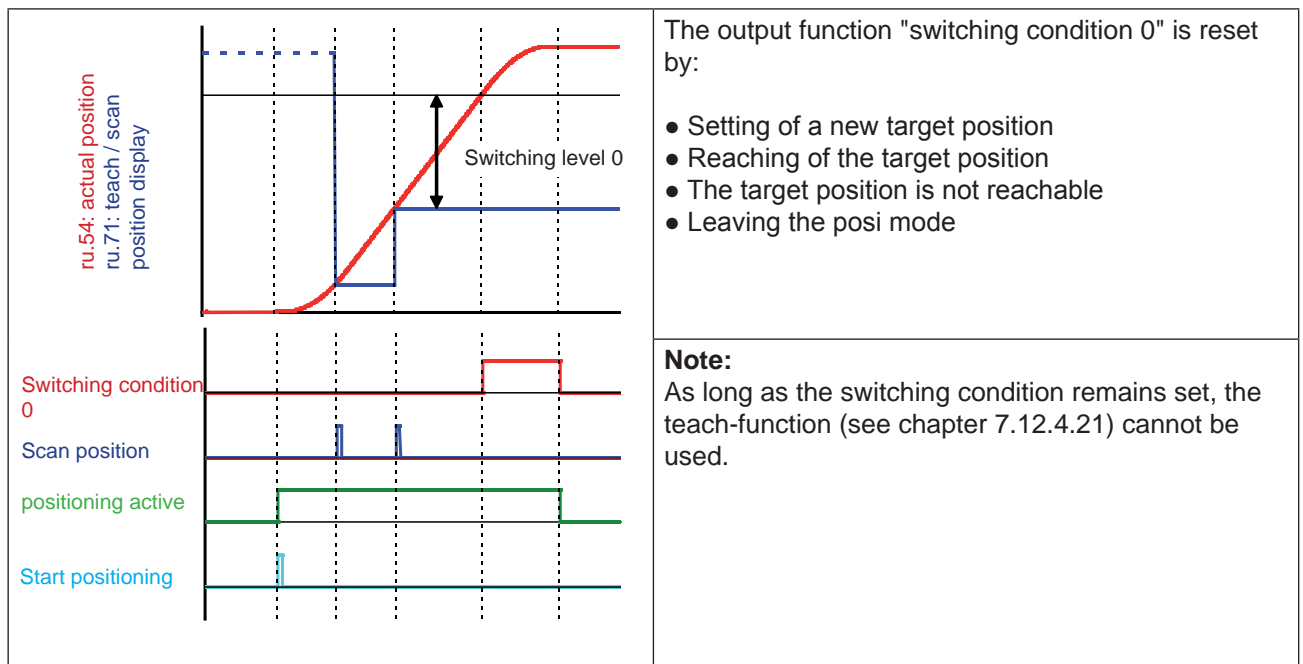 ru.54: actual position
ru.71: teach / scan
position display
Switching level 0
Switching condition
0
Scan position
positioning active
Start positioning
The output function "switching condition 0" is reset
by:
● Setting of a new target position
● Reaching of the target position
● The target position is not reachable
● Leaving the posi mode
Note:
As long as the switching condition remains set, the
teach-function (see chapter 7.12.4.21) cannot be
used.